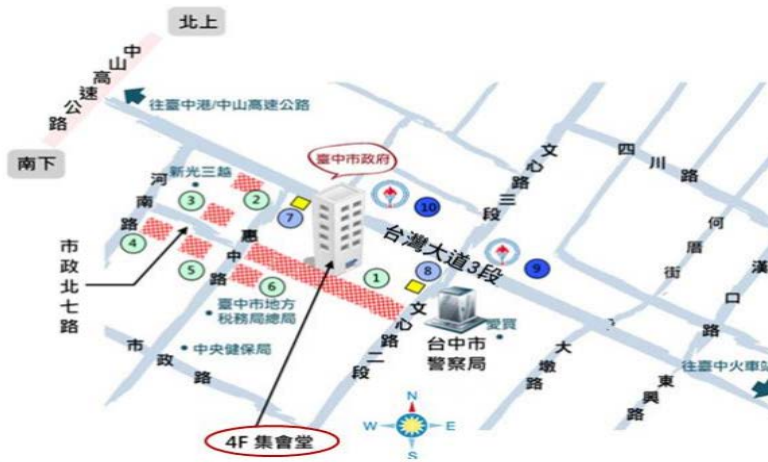 北上
中山高速公路
南下
往臺中港/中山高速公路
臺中市政府
新光三越
河南路
惠中路
市政北七路
文心路三段
四川路
何厝街
漢口路
台灣大道3段
1
2
3
4
5
6
7
8
9
10
臺中市地方
稅務局總局
中央健保局
市政路
文心路二段
愛買
台中市
警察局
大墩路
東興路
往臺中火車站
4F 集會堂
N
W
E
S